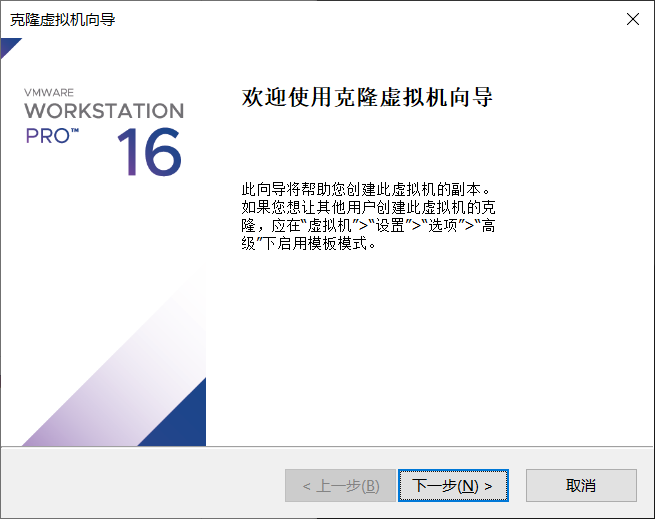 克隆虚拟机向导
VMWARE
WORKSTATION
PRO™
16
欢迎使用克隆虚拟机向导
此向导将帮助您创建此虚拟机的副本。
如果您想让其他用户创建此虚拟机的克
隆，应在“虚拟机”>“设置”>“选项”>“高
级”下启用模板模式。
< 上一步(B)
下一步(N) >
取消